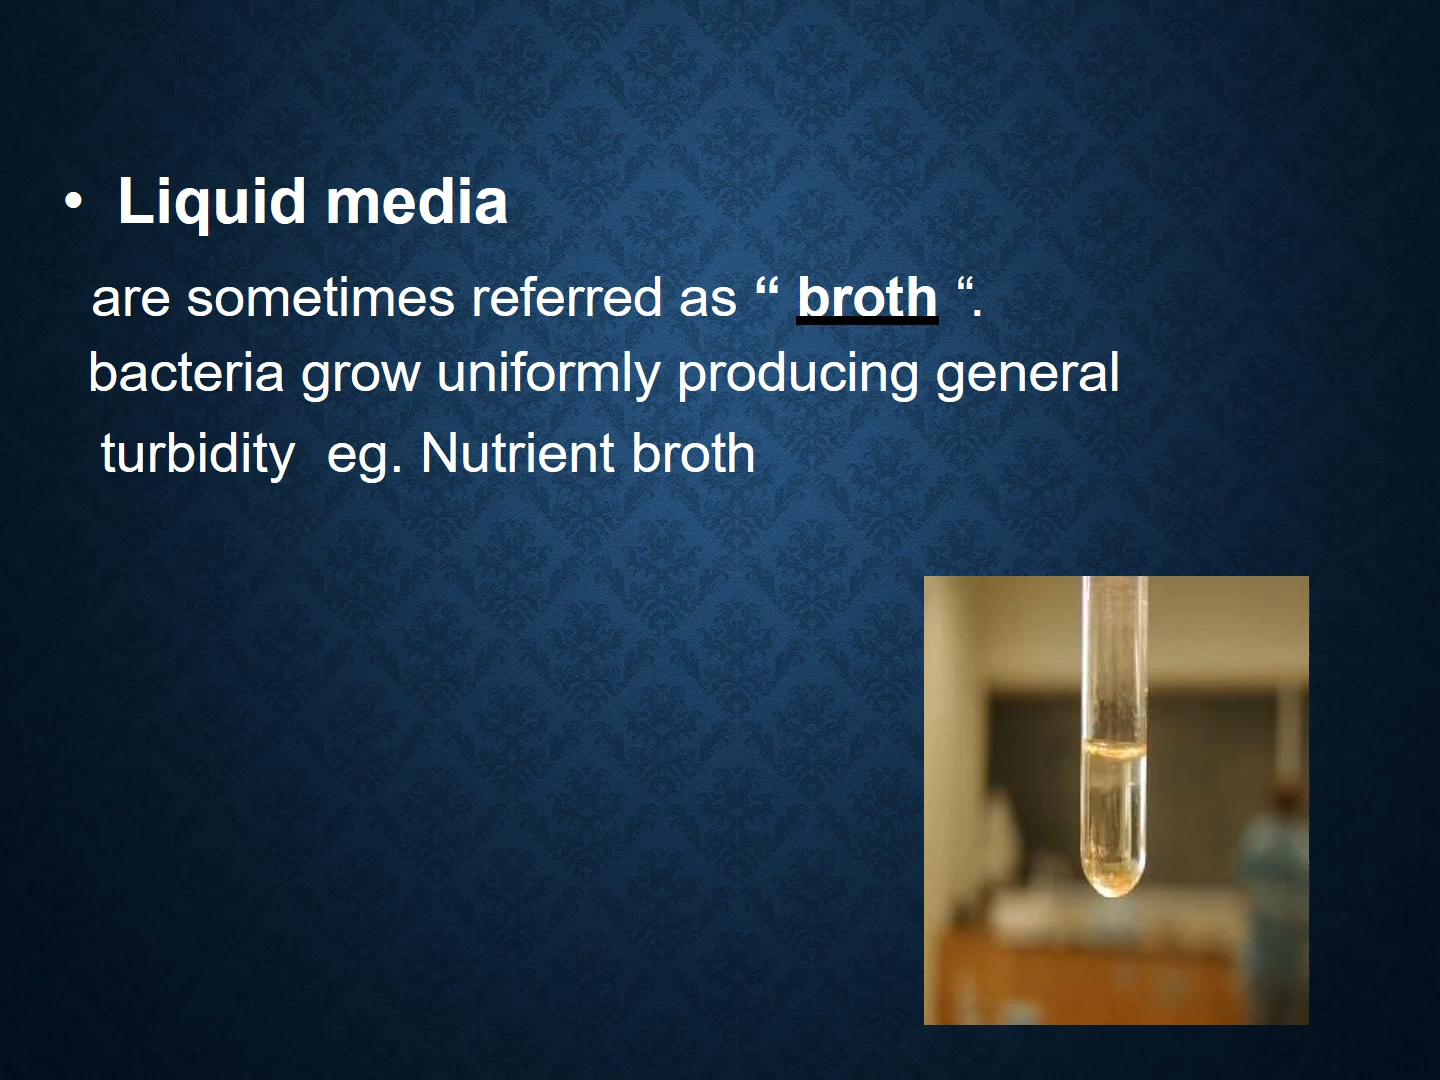 • Liquid media
are sometimes referred as “ broth “.
bacteria grow uniformly producing general
turbidity eg. Nutrient broth